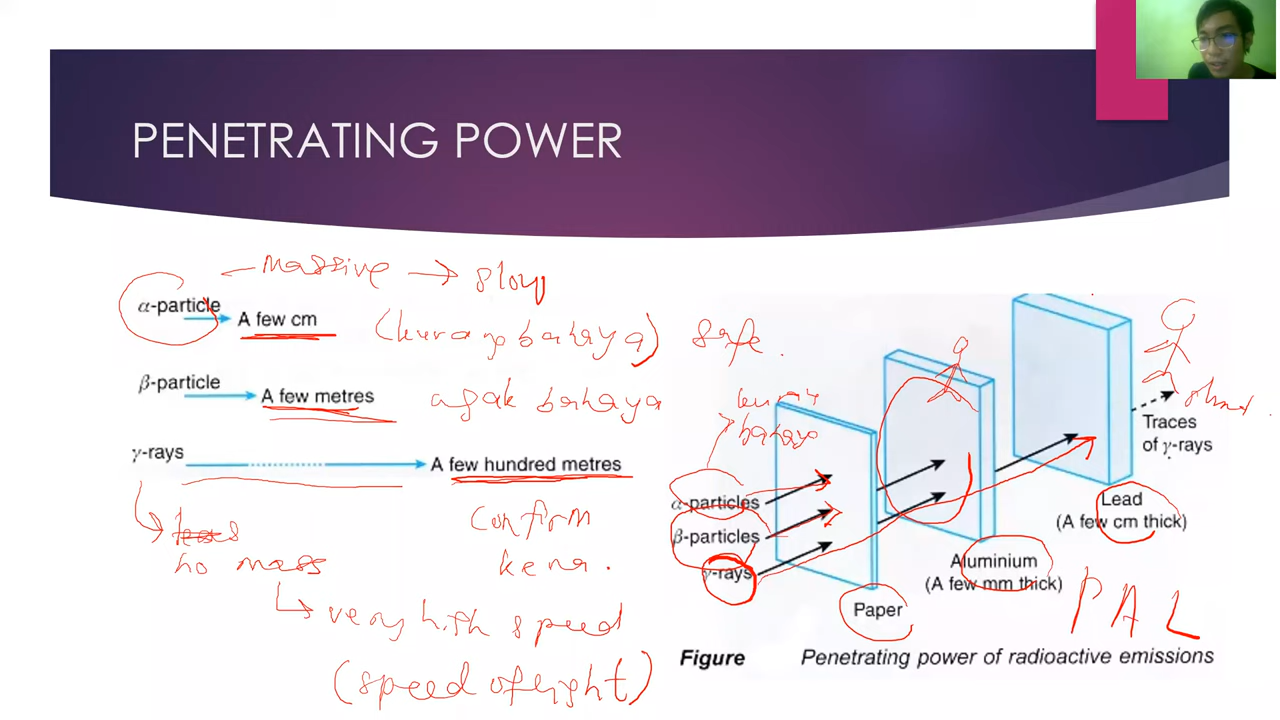 PENETRATING POWER
← Massive → slow
α-particle
A few cm
(kurang bahaya) safe.
β-particle
A few metres
agak bahaya
γ-rays
A few hundred metres
no mass
confirm
kena.
very high speed
(speed of light)
bahaya
α-particles
β-particles
γ-rays
Paper
Aluminium
(A few mm thick)
Lead
(A few cm thick)
Traces
of γ-rays
PAL
Figure Penetrating power of radioactive emissions